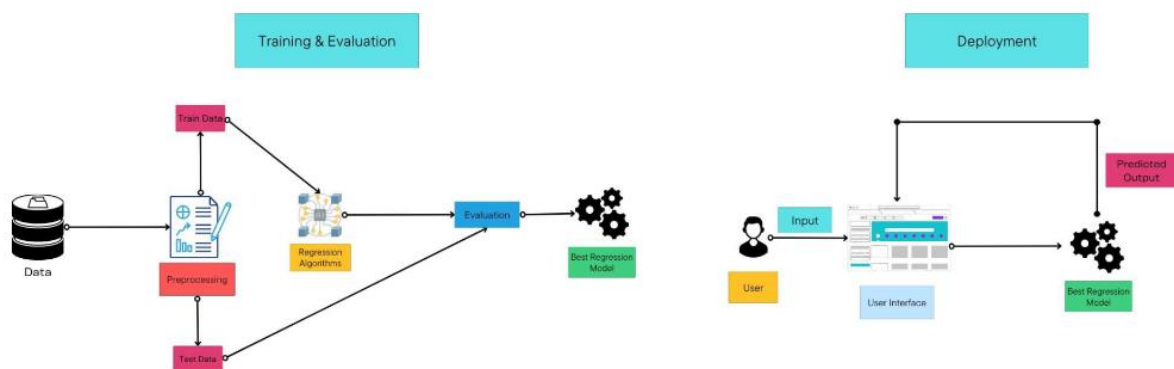 Training & Evaluation
Deployment
Train Data
Predicted
Output
Input
Evaluation
Data
Regression
Algorithms
Best Regression
Model
Preprocessing
User
User Interface
Best Regression
Model
Test Data